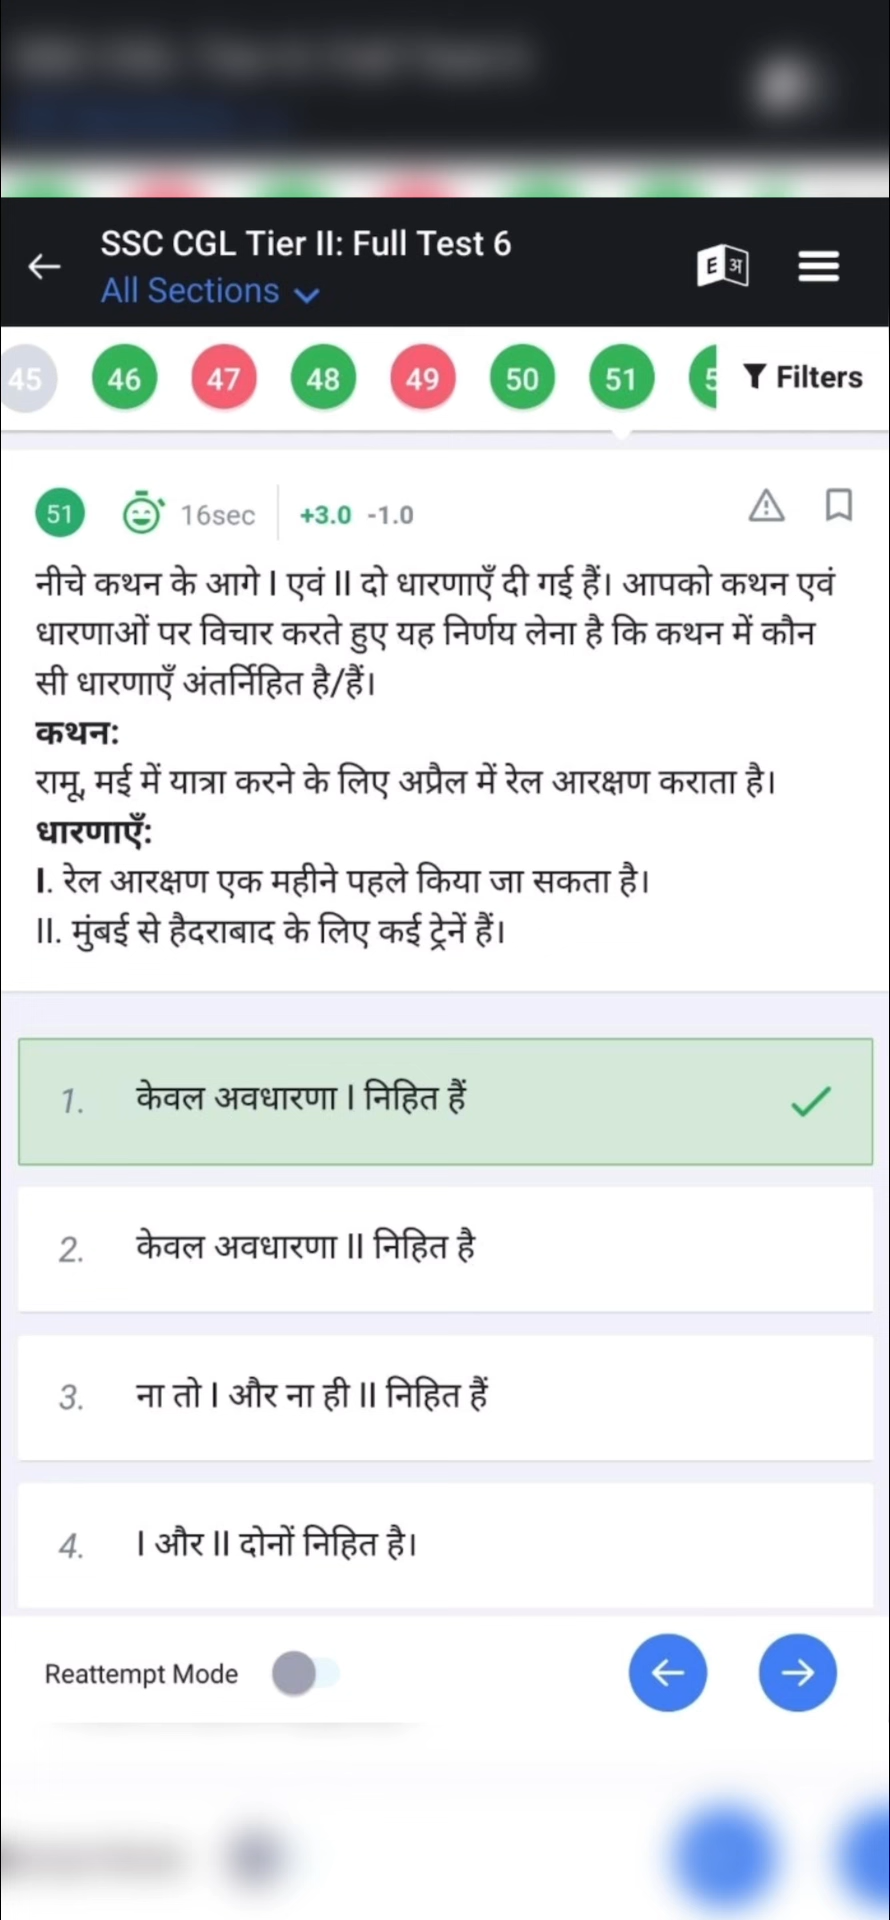 SSC CGL Tier II: Full Test 6
All Sections
E अ
45 46 47 48 49 50 51 5 Filters
51 16sec +3.0 -1.0
नीचे कथन के आगे I एवं II दो धारणाएँ दी गई हैं। आपको कथन एवं
धारणाओं पर विचार करते हुए यह निर्णय लेना है कि कथन में कौन
सी धारणाएँ अंतर्निहित है/हैं।
कथन:
रामू, मई में यात्रा करने के लिए अप्रैल में रेल आरक्षण कराता है।
धारणाएँ:
I. रेल आरक्षण एक महीने पहले किया जा सकता है।
II. मुंबई से हैदराबाद के लिए कई ट्रेनें हैं।
1. केवल अवधारणा I निहित हैं
2. केवल अवधारणा II निहित है
3. ना तो I और ना ही II निहित हैं
4. I और II दोनों निहित है।
Reattempt Mode